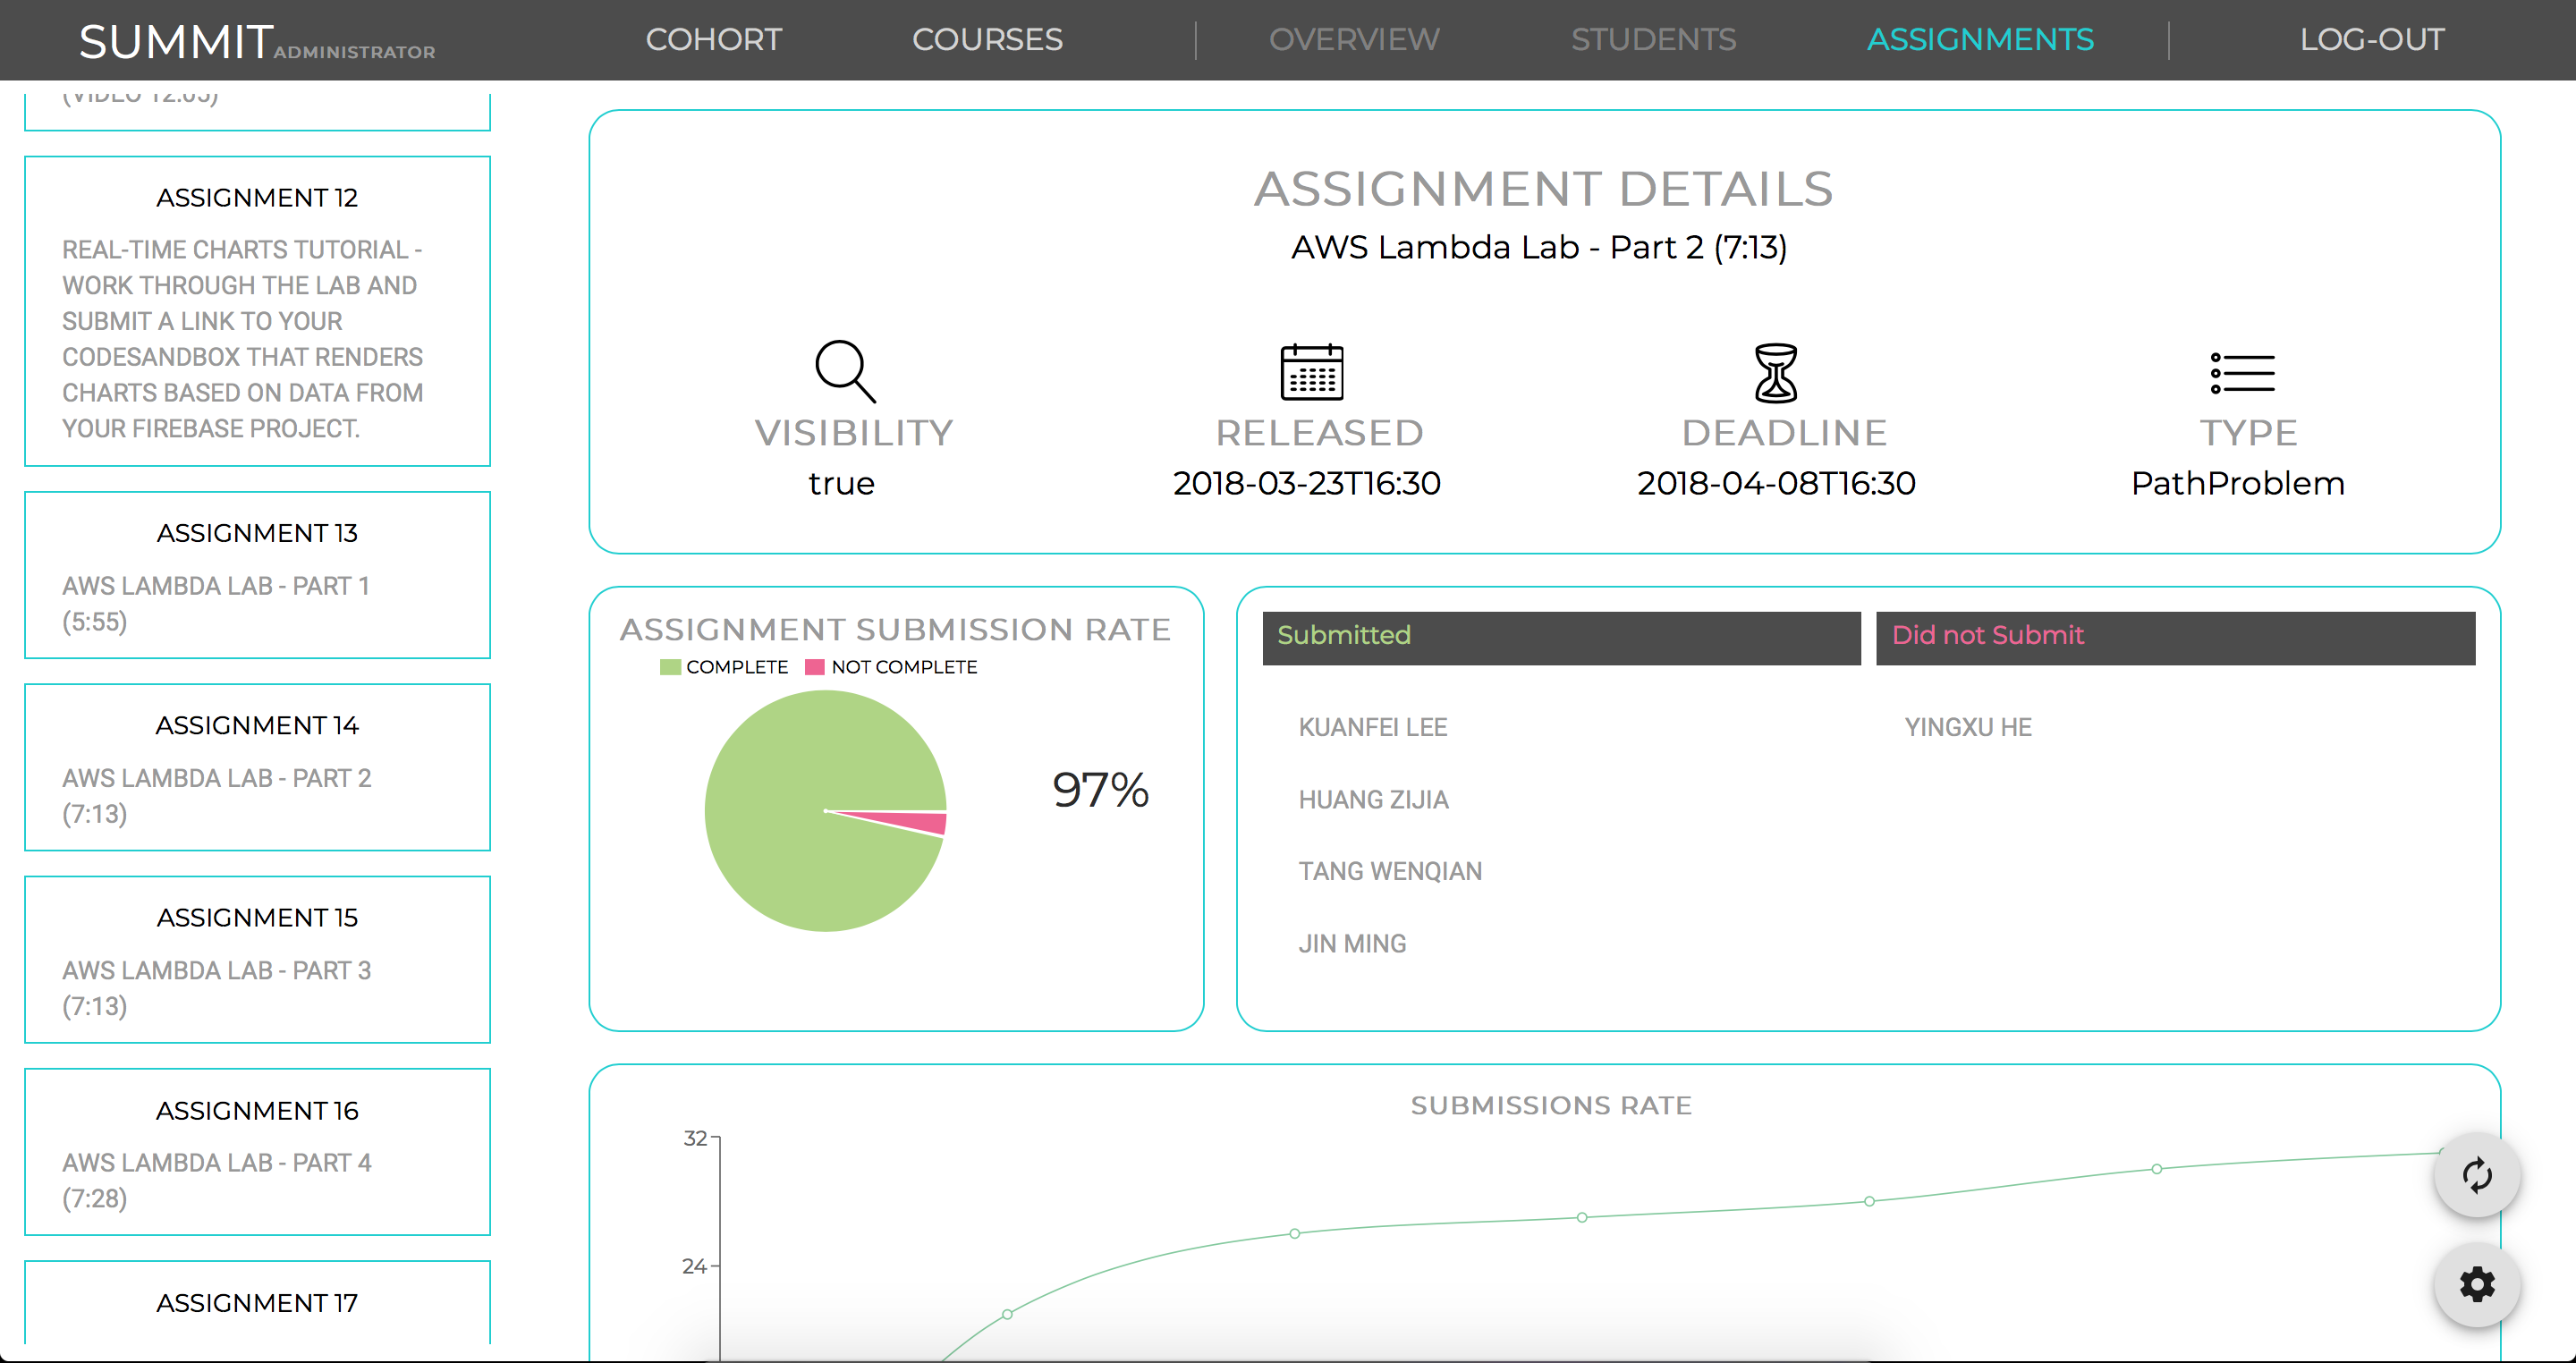 SUMMIT ADMINISTRATOR
COHORT
COURSES
OVERVIEW
STUDENTS
ASSIGNMENTS
LOG-OUT
(VIDEO 12:05)
ASSIGNMENT 12
REAL-TIME CHARTS TUTORIAL -
WORK THROUGH THE LAB AND
SUBMIT A LINK TO YOUR
CODESANDBOX THAT RENDERS
CHARTS BASED ON DATA FROM
YOUR FIREBASE PROJECT.
ASSIGNMENT 13
AWS LAMBDA LAB - PART 1
(5:55)
ASSIGNMENT 14
AWS LAMBDA LAB - PART 2
(7:13)
ASSIGNMENT 15
AWS LAMBDA LAB - PART 3
(7:13)
ASSIGNMENT 16
AWS LAMBDA LAB - PART 4
(7:28)
ASSIGNMENT 17
ASSIGNMENT DETAILS
AWS Lambda Lab - Part 2 (7:13)
VISIBILITY
true
RELEASED
2018-03-23T16:30
DEADLINE
2018-04-08T16:30
TYPE
PathProblem
ASSIGNMENT SUBMISSION RATE
COMPLETE
NOT COMPLETE
97%
Submitted
KUANFEI LEE
HUANG ZIJIA
TANG WENQIAN
JIN MING
Did not Submit
YINGXU HE
SUBMISSIONS RATE
32
24